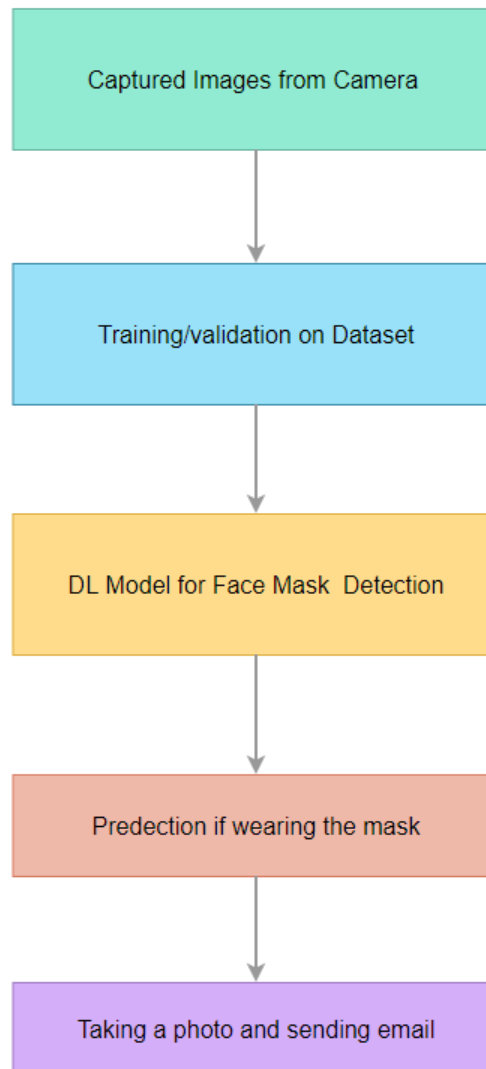 Captured Images from Camera
Training/validation on Dataset
DL Model for Face Mask  Detection
Predection if wearing the mask
Taking a photo and sending email